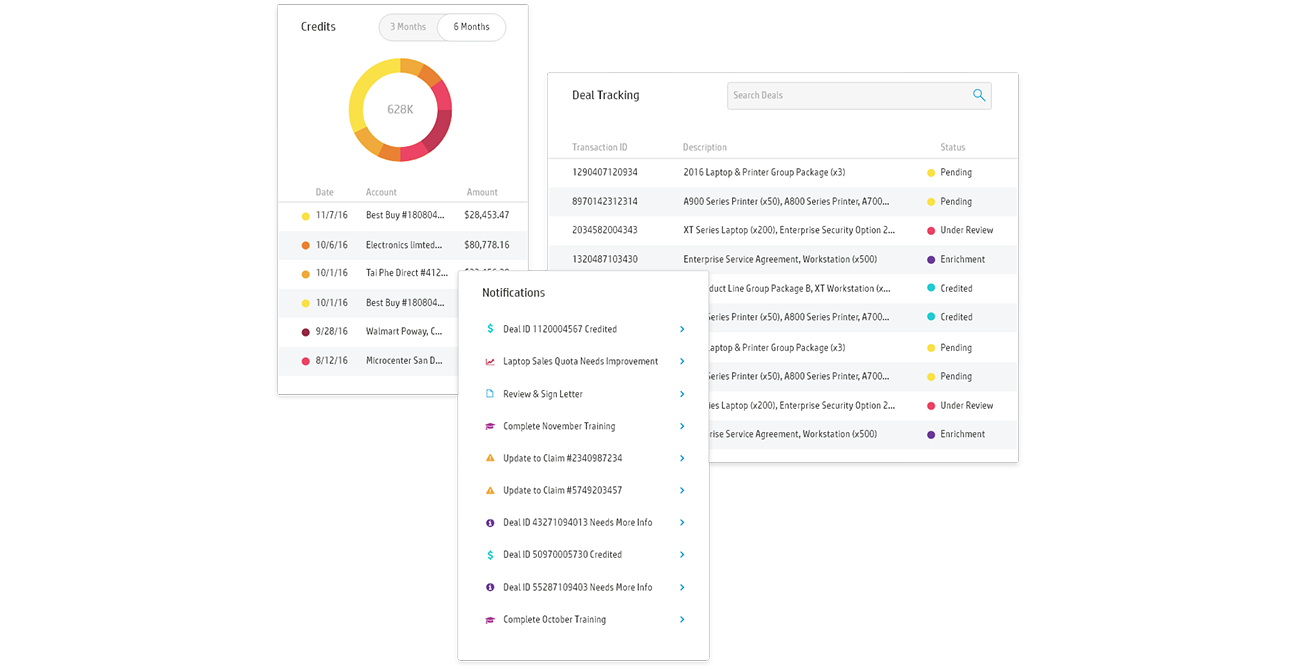 Credits
3 Months
6 Months
628K
Date Account Amount
11/7/16 Best Buy #180804... $28,453.47
10/6/16 Electronics limted... $80,778.16
10/1/16 Tai Phe Direct #412...
10/1/16 Best Buy #180804...
9/28/16 Walmart Poway, C...
8/12/16 Microcenter San D...
Deal Tracking
Search Deals
Transaction ID Description Status
1290407120934 2016 Laptop & Printer Group Package (x3) Pending
8970142312314 A900 Series Printer (x50), A800 Series Printer, A700... Pending
2034582004343 XT Series Laptop (x200), Enterprise Security Option 2... Under Review
1320487103430 Enterprise Service Agreement, Workstation (x500) Enrichment
duct Line Group Package B, XT Workstation (x... Credited
Series Printer (x50), A800 Series Printer, A700... Credited
aptop & Printer Group Package (x3) Pending
Series Printer (x50), A800 Series Printer, A700... Pending
ies Laptop (x200), Enterprise Security Option 2... Under Review
rise Service Agreement, Workstation (x500) Enrichment
Notifications
$ Deal ID 1120004567 Credited
Laptop Sales Quota Needs Improvement
Review & Sign Letter
Complete November Training
Update to Claim #2340987234
Update to Claim #5749203457
Deal ID 43271094013 Needs More Info
$ Deal ID 50970005730 Credited
Deal ID 55287109403 Needs More Info
Complete October Training